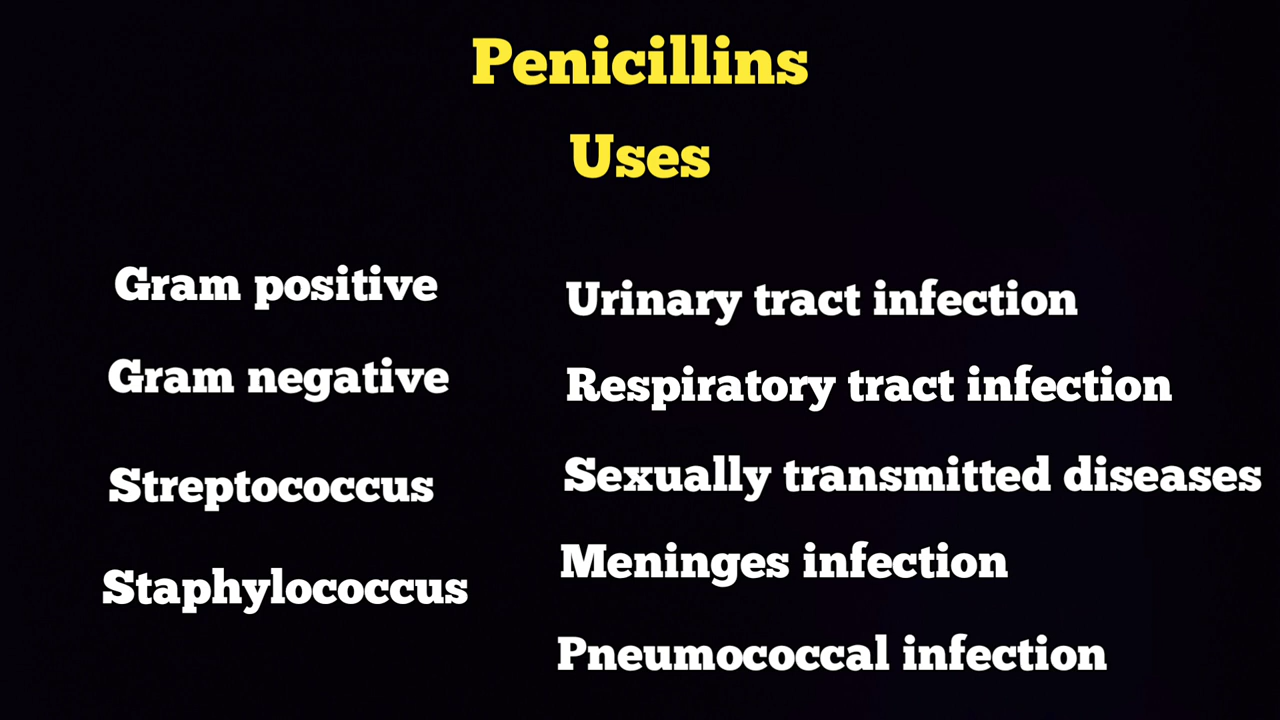 Penicillins
Uses
Gram positive
Gram negative
Streptococcus
Staphylococcus
Urinary tract infection
Respiratory tract infection
Sexually transmitted diseases
Meninges infection
Pneumococcal infection